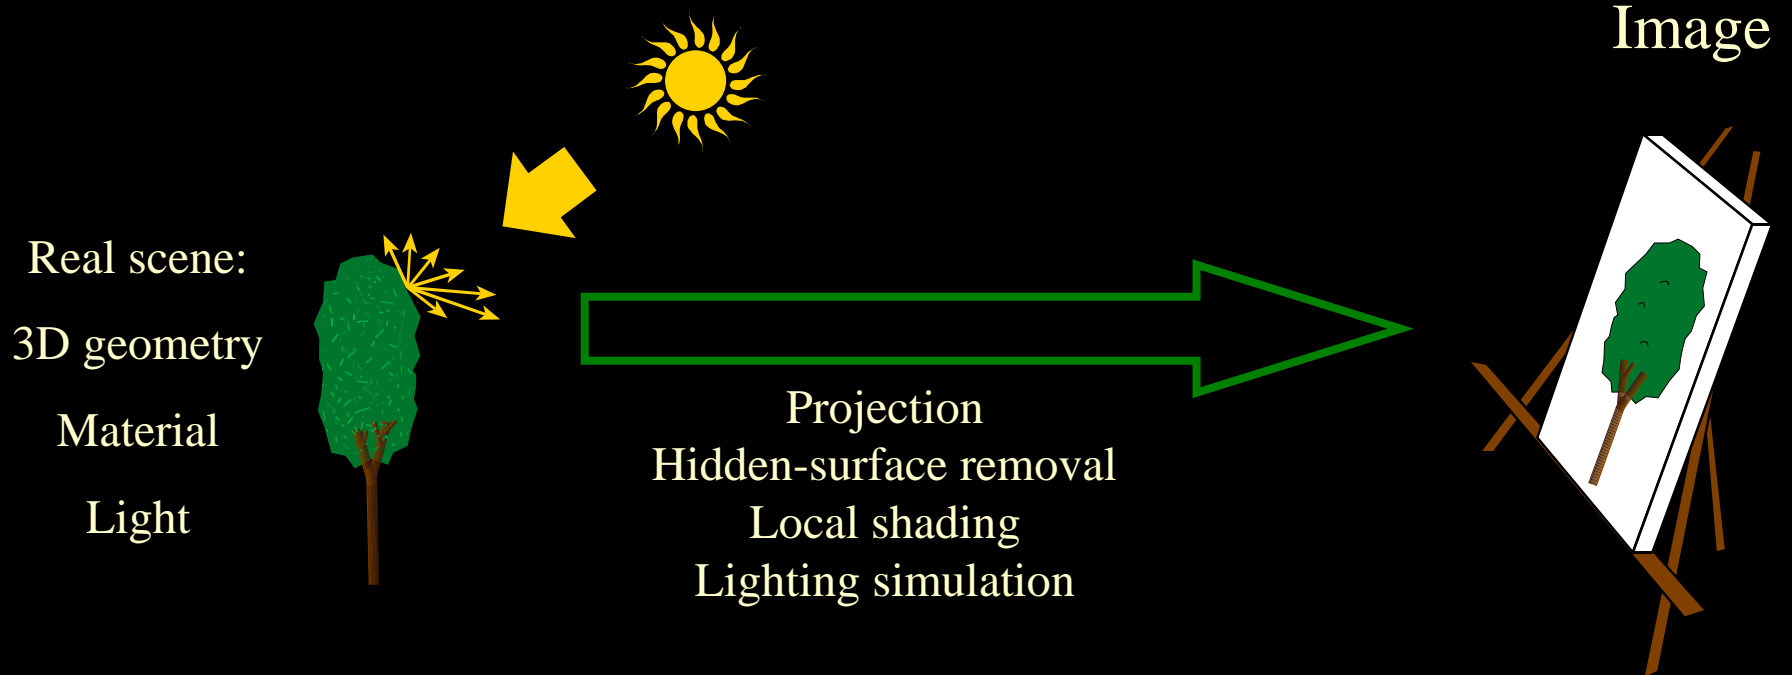 Image
Real scene:
3D geometry
Material
Light
Projection
Hidden-surface removal
Local shading
Lighting simulation